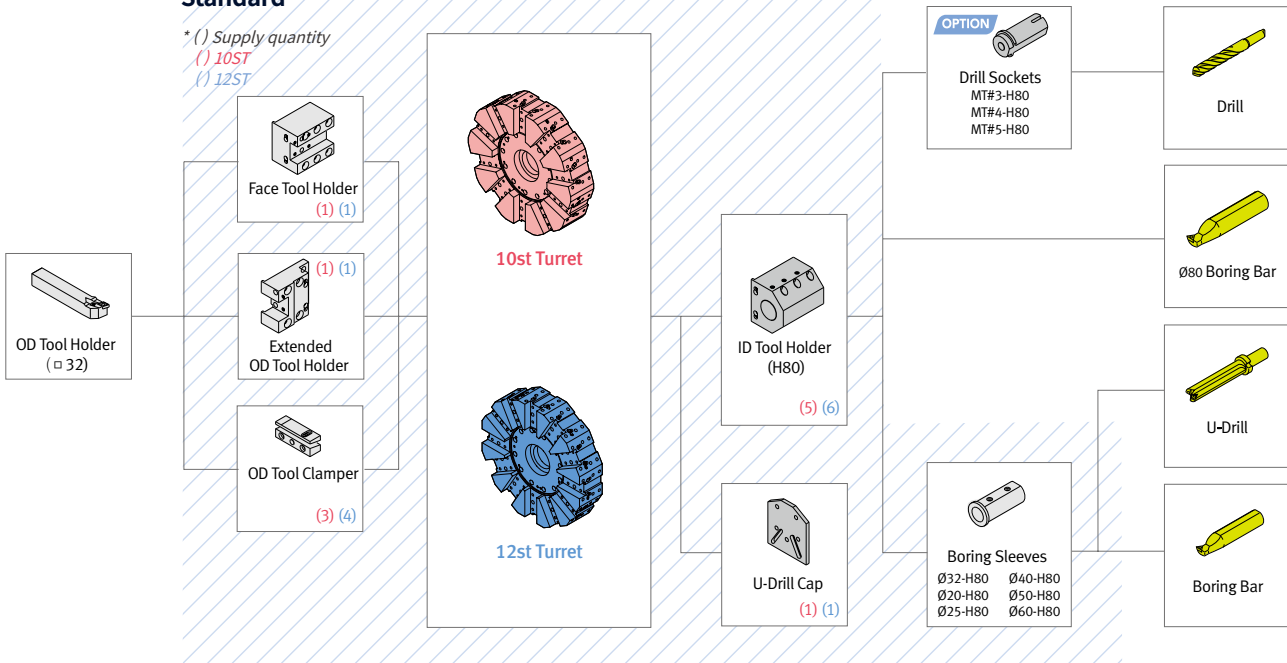 Standard
* ( ) Supply quantity
( ) 10ST
( ) 12ST
Face Tool Holder
(1) (1)
OD Tool Holder
(□ 32)
(1) (1)
Extended
OD Tool Holder
OD Tool Clamper
(3) (4)
10st Turret
12st Turret
ID Tool Holder
(H80)
(5) (6)
U-Drill Cap
(1) (1)
OPTION
Drill Sockets
MT#3-H80
MT#4-H80
MT#5-H80
Boring Sleeves
Ø32-H80 Ø40-H80
Ø20-H80 Ø50-H80
Ø25-H80 Ø60-H80
Drill
Ø80 Boring Bar
U-Drill
Boring Bar